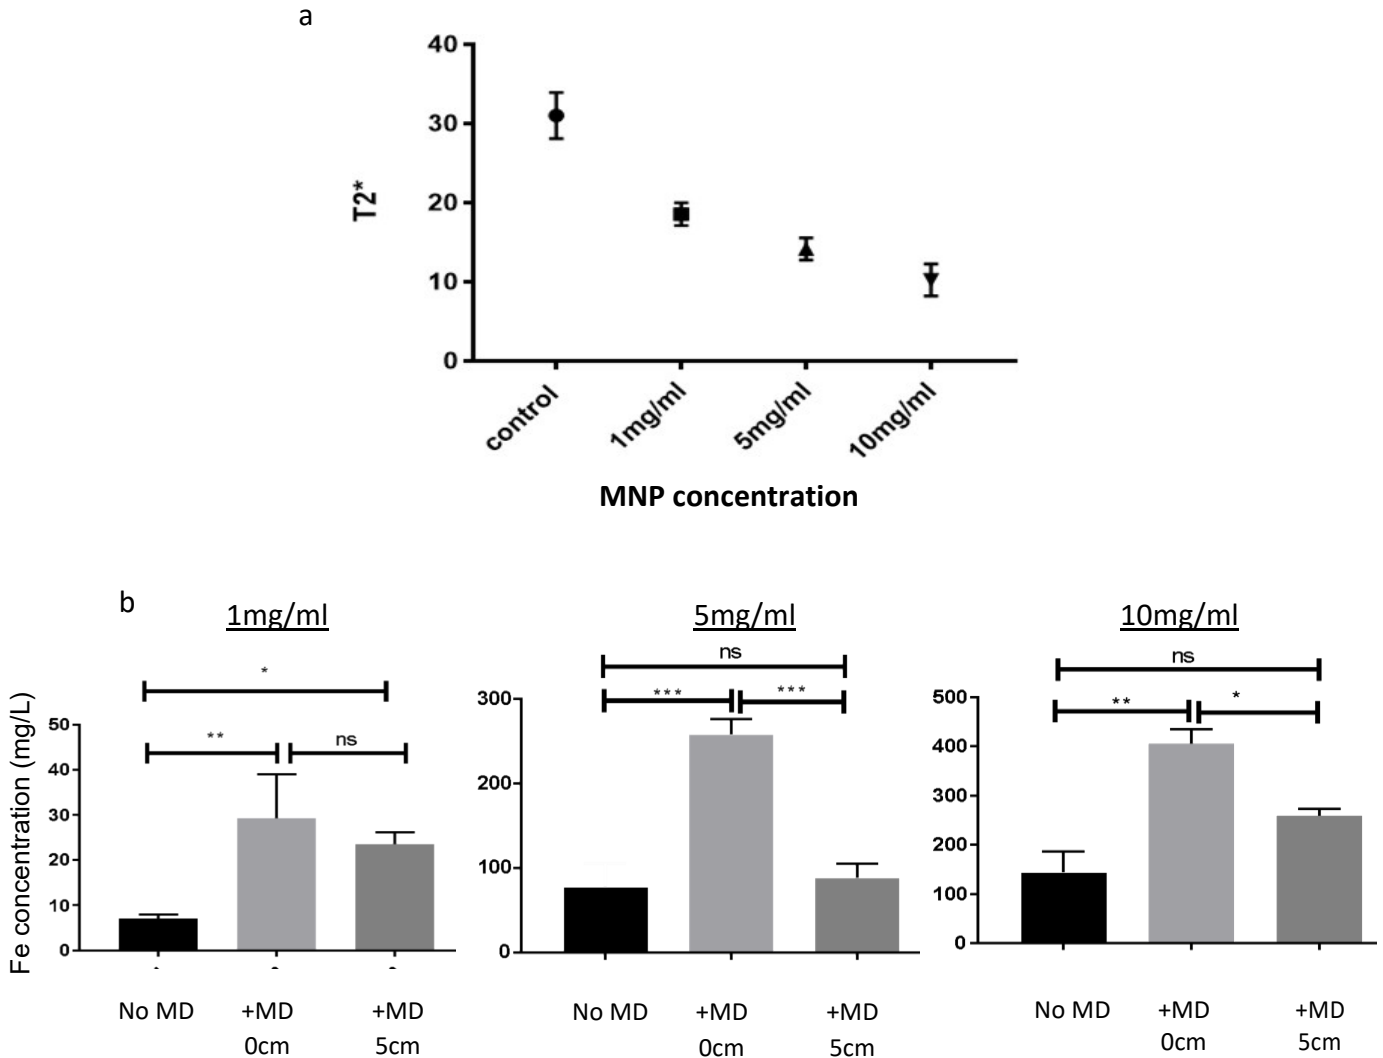 a
40
30
20
10
0
T2*
control
1mg/ml
5mg/ml
10mg/ml
MNP concentration
b
1mg/ml
5mg/ml
10mg/ml
Fe concentration (mg/L)
*
**
ns
50
40
30
20
10
0
No MD
+MD
0cm
+MD
5cm
ns
***
***
300
200
100
0
No MD
+MD
0cm
+MD
5cm
ns
**
*
500
400
300
200
100
0
No MD
+MD
0cm
+MD
5cm